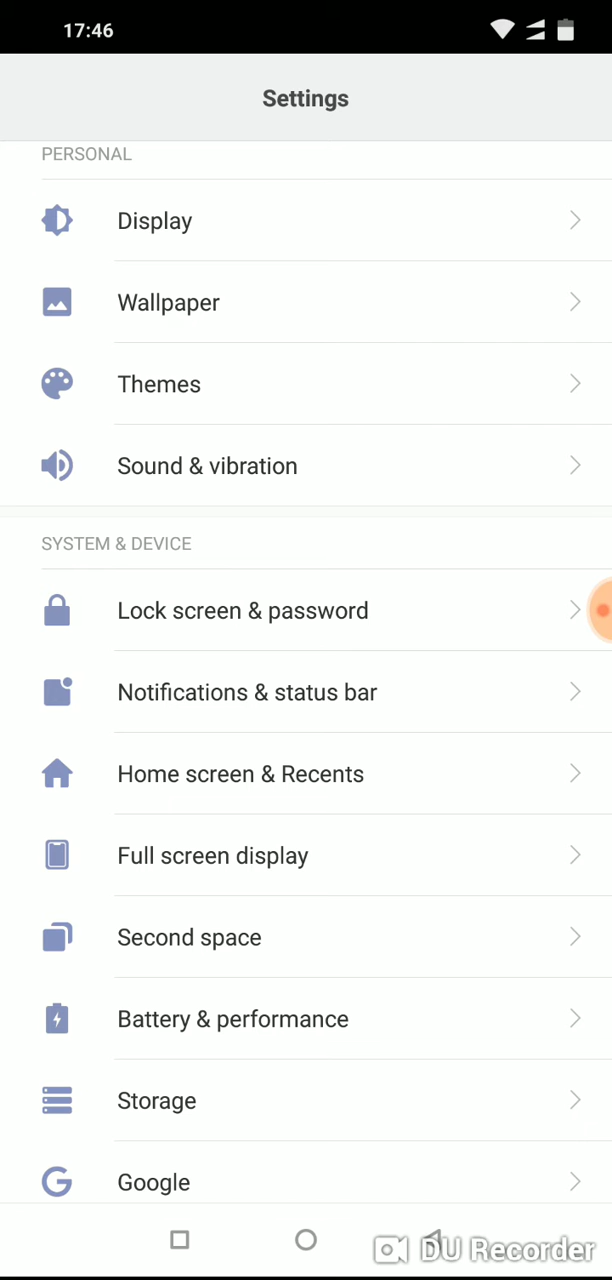 17:46
Settings
PERSONAL
Display
Wallpaper
Themes
Sound & vibration
SYSTEM & DEVICE
Lock screen & password
Notifications & status bar
Home screen & Recents
Full screen display
Second space
Battery & performance
Storage
Google
DU Recorder